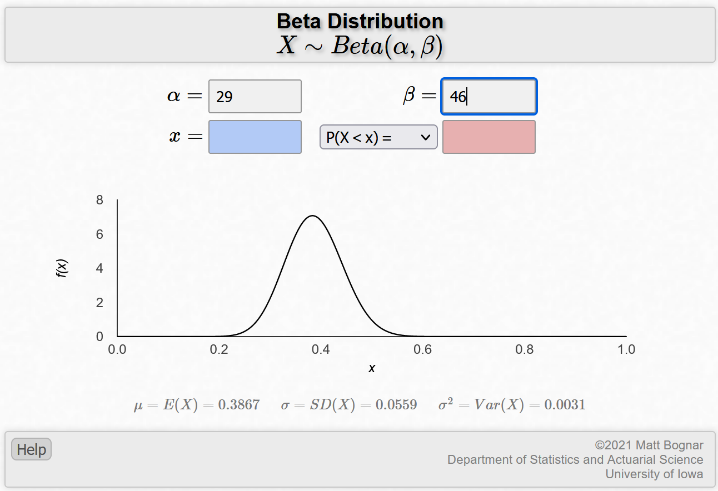 Beta Distribution
X ∼ Beta(α, β)
α = 29
β = 46
x =
P(X < x) =
8
6
4
2
0
f(x)
0.0 0.2 0.4 0.6 0.8 1.0
x
μ = E(X) = 0.3867 σ = SD(X) = 0.0559 σ² = Var(X) = 0.0031
Help
©2021 Matt Bognar
Department of Statistics and Actuarial Science
University of Iowa